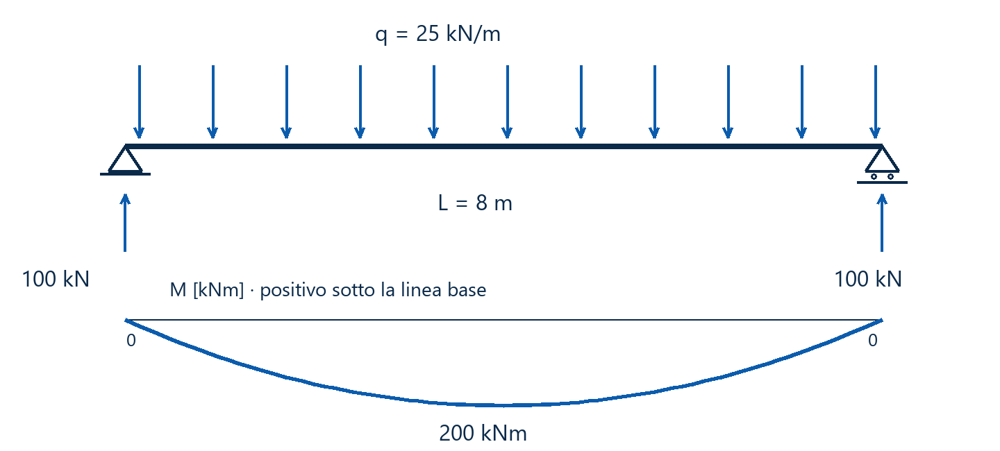 q = 25 kN/m
L = 8 m
100 kN
100 kN
M [kNm] · positivo sotto la linea base
0
0
200 kNm